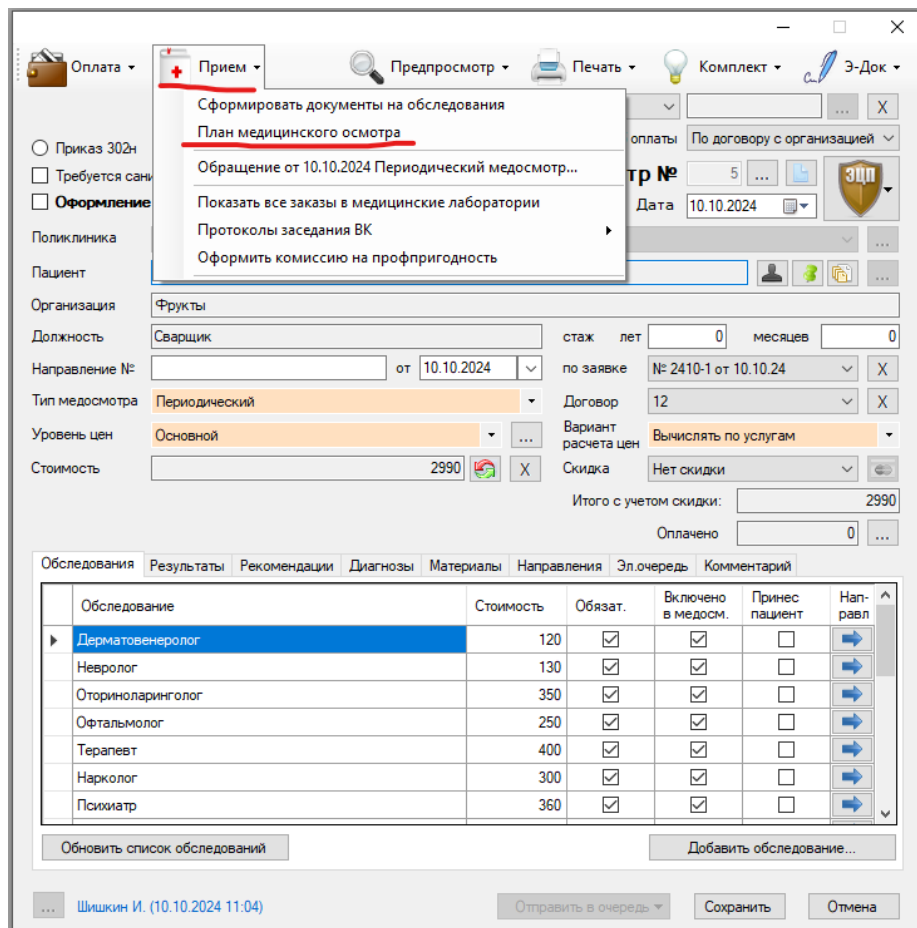 Оплата Прием Предпросмотр Печать Комплект Э-Док
Сформировать документы на обследования
... X
План медицинского осмотра
оплаты По договору с организацией
Приказ 302н
Обращение от 10.10.2024 Периодический медосмотр...
Требуется сани
тр № 5 ... ЭЦП
Показать все заказы в медицинские лаборатории
Оформление
Дата 10.10.2024
Протоколы заседания ВК
Поликлиника ...
Оформить комиссию на профпригодность
Пациент ...
Организация Фрукты
Должность Сварщик стаж лет 0 месяцев 0
Направление № от 10.10.2024 по заявке № 2410-1 от 10.10.24 X
Тип медосмотра Периодический Договор 12 X
Уровень цен Основной ... Вариант
расчета цен Вычислять по услугам
Стоимость 2990 X Скидка Нет скидки
Итого с учетом скидки: 2990
Оплачено 0 ...
Обследования Результаты Рекомендации Диагнозы Материалы Направления Эл.очередь Комментарий
Обследование Стоимость Обязат. Включено Принес Нап-
в медосм. пациент равл
Дерматовенеролог 120
Невролог 130
Оториноларинголог 350
Офтальмолог 250
Терапевт 400
Нарколог 300
Психиатр 360
Обновить список обследований Добавить обследование...
... Шишкин И. (10.10.2024 11:04) Отправить в очередь Сохранить Отмена